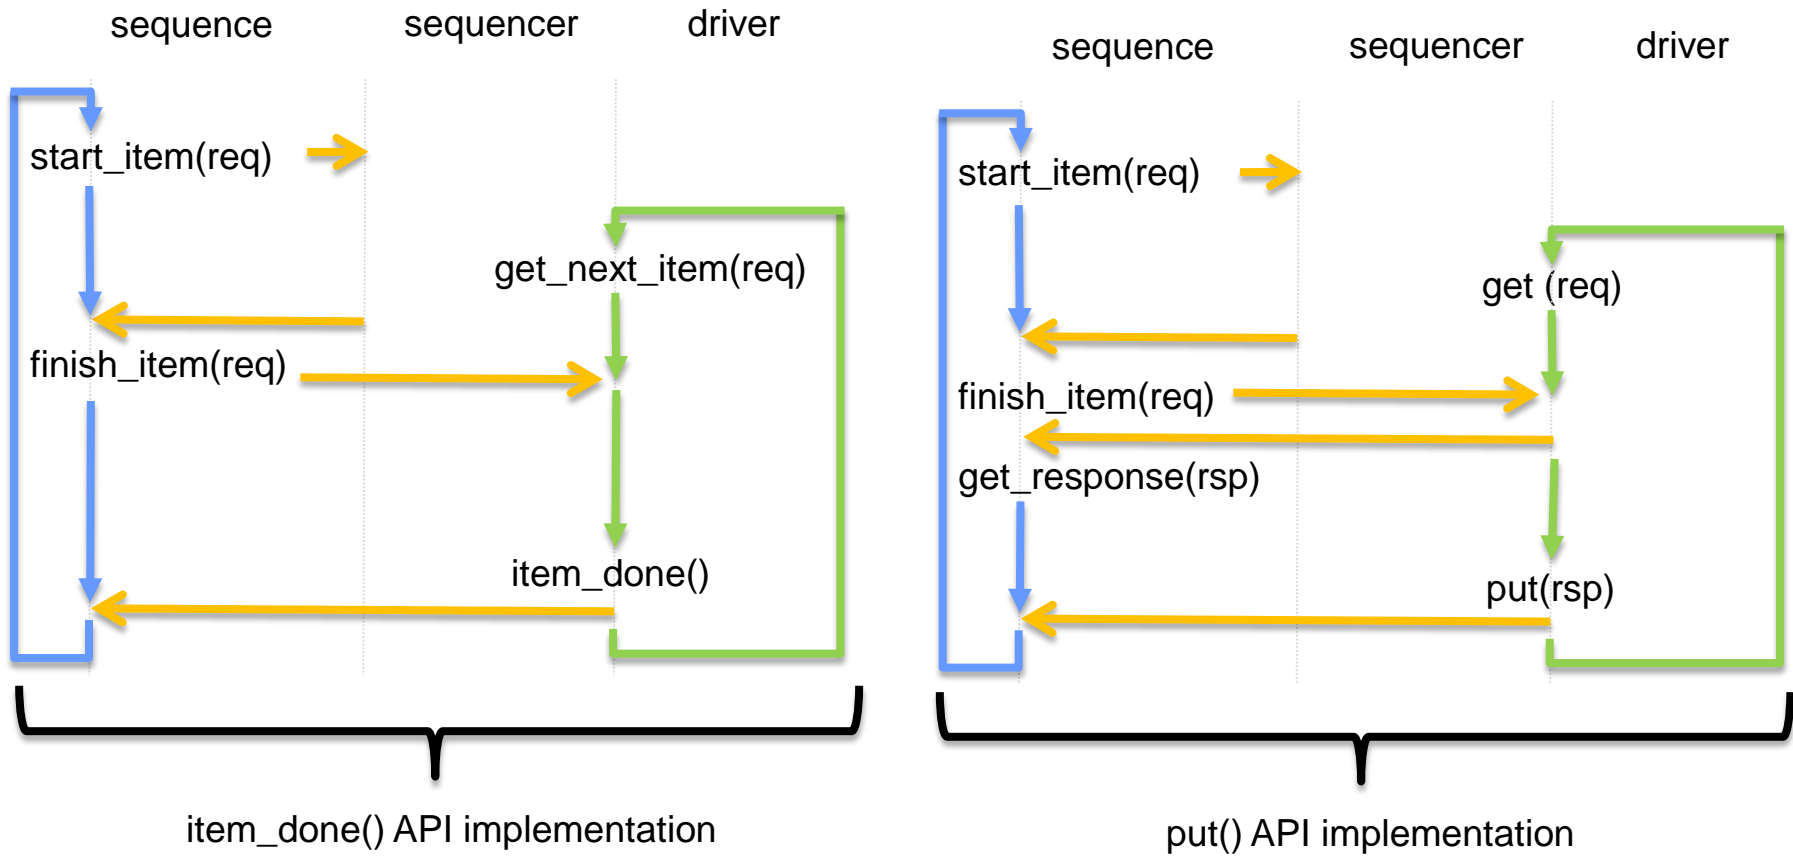 sequence
sequencer
driver
start_item(req)
get_next_item(req)
finish_item(req)
item_done()
item_done() API implementation
sequence
sequencer
driver
start_item(req)
get (req)
finish_item(req)
get_response(rsp)
put(rsp)
put() API implementation